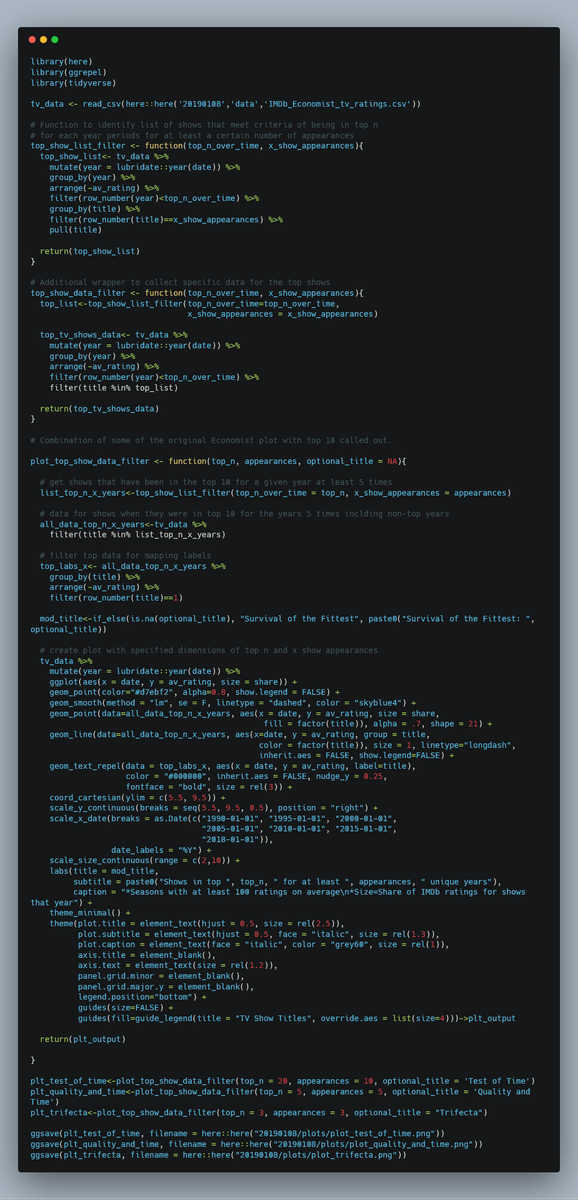 library(here)
library(ggrepel)
library(tidyverse)
tv_data <- read_csv(here::here('20190108','data','IMDb_Economist_tv_ratings.csv'))
# Function to identify list of shows that meet criteria of being in top n
# for each year periods for at least a certain number of appearances
top_show_list_filter <- function(top_n_over_time, x_show_appearances){
top_show_list<- tv_data %>%
mutate(year = lubridate::year(date)) %>%
group_by(year) %>%
arrange(-av_rating) %>%
filter(row_number(year)<top_n_over_time) %>%
group_by(title) %>%
filter(row_number(title)==x_show_appearances) %>%
pull(title)
return(top_show_list)
}
# Additional wrapper to collect specific data for the top shows
top_show_data_filter <- function(top_n_over_time, x_show_appearances){
top_list<-top_show_list_filter(top_n_over_time=top_n_over_time,
x_show_appearances = x_show_appearances)
top_tv_shows_data<- tv_data %>%
mutate(year = lubridate::year(date)) %>%
group_by(year) %>%
arrange(-av_rating) %>%
filter(row_number(year)<top_n_over_time) %>%
filter(title %in% top_list)
return(top_tv_shows_data)
}
# Combination of some of the original Economist plot with top 10 called out.
plot_top_show_data_filter <- function(top_n, appearances, optional_title = NA){
# get shows that have been in the top 10 for a given year at least 5 times
list_top_n_x_years<-top_show_list_filter(top_n_over_time = top_n, x_show_appearances = appearances)
# data for shows when they were in top 10 for the years 5 times inclding non-top years
all_data_top_n_x_years<-tv_data %>%
filter(title %in% list_top_n_x_years)
# filter top data for mapping labels
top_labs_x<- all_data_top_n_x_years %>%
group_by(title) %>%
arrange(-av_rating) %>%
filter(row_number(title)==1)
mod_title<-if_else(is.na(optional_title), "Survival of the Fittest", paste0("Survival of the Fittest: ",
optional_title))
# create plot with specified dimensions of top n and x show appearances
tv_data %>%
mutate(year = lubridate::year(date)) %>%
ggplot(aes(x = date, y = av_rating, size = share)) +
geom_point(color="#d7ebf2", alpha=0.8, show.legend = FALSE) +
geom_smooth(method = "lm", se = F, linetype = "dashed", color = "skyblue4") +
geom_point(data=all_data_top_n_x_years, aes(x = date, y = av_rating, size = share,
fill = factor(title)), alpha = .7, shape = 21) +
geom_line(data=all_data_top_n_x_years, aes(x=date, y = av_rating, group = title,
color = factor(title)), size = 1, linetype="longdash",
inherit.aes = FALSE, show.legend=FALSE) +
geom_text_repel(data = top_labs_x, aes(x = date, y = av_rating, label=title),
color = "#000000", inherit.aes = FALSE, nudge_y = 0.25,
fontface = "bold", size = rel(3)) +
coord_cartesian(ylim = c(5.5, 9.5)) +
scale_y_continuous(breaks = seq(5.5, 9.5, 0.5), position = "right") +
scale_x_date(breaks = as.Date(c("1990-01-01", "1995-01-01", "2000-01-01",
"2005-01-01", "2010-01-01", "2015-01-01",
"2018-01-01")),
date_labels = "%Y") +
scale_size_continuous(range = c(2,10)) +
labs(title = mod_title,
subtitle = paste0("Shows in top ", top_n, " for at least ", appearances, " unique years"),
caption = "*Seasons with at least 100 ratings on average\n*Size=Share of IMDb ratings for shows
that year") +
theme_minimal() +
theme(plot.title = element_text(hjust = 0.5, size = rel(2.5)),
plot.subtitle = element_text(hjust = 0.5, face = "italic", size = rel(1.3)),
plot.caption = element_text(face = "italic", color = "grey60", size = rel(1)),
axis.title = element_blank(),
axis.text = element_text(size = rel(1.2)),
panel.grid.minor = element_blank(),
panel.grid.major.y = element_blank(),
legend.position="bottom") +
guides(size=FALSE) +
guides(fill=guide_legend(title = "TV Show Titles", override.aes = list(size=4)))->plt_output
return(plt_output)
}
plt_test_of_time<-plot_top_show_data_filter(top_n = 20, appearances = 10, optional_title = 'Test of Time')
plt_quality_and_time<-plot_top_show_data_filter(top_n = 5, appearances = 5, optional_title = 'Quality and
Time')
plt_trifecta<-plot_top_show_data_filter(top_n = 3, appearances = 3, optional_title = "Trifecta")
ggsave(plt_test_of_time, filename = here::here("20190108/plots/plot_test_of_time.png"))
ggsave(plt_quality_and_time, filename = here::here("20190108/plots/plot_quality_and_time.png"))
ggsave(plt_trifecta, filename = here::here("20190108/plots/plot_trifecta.png"))